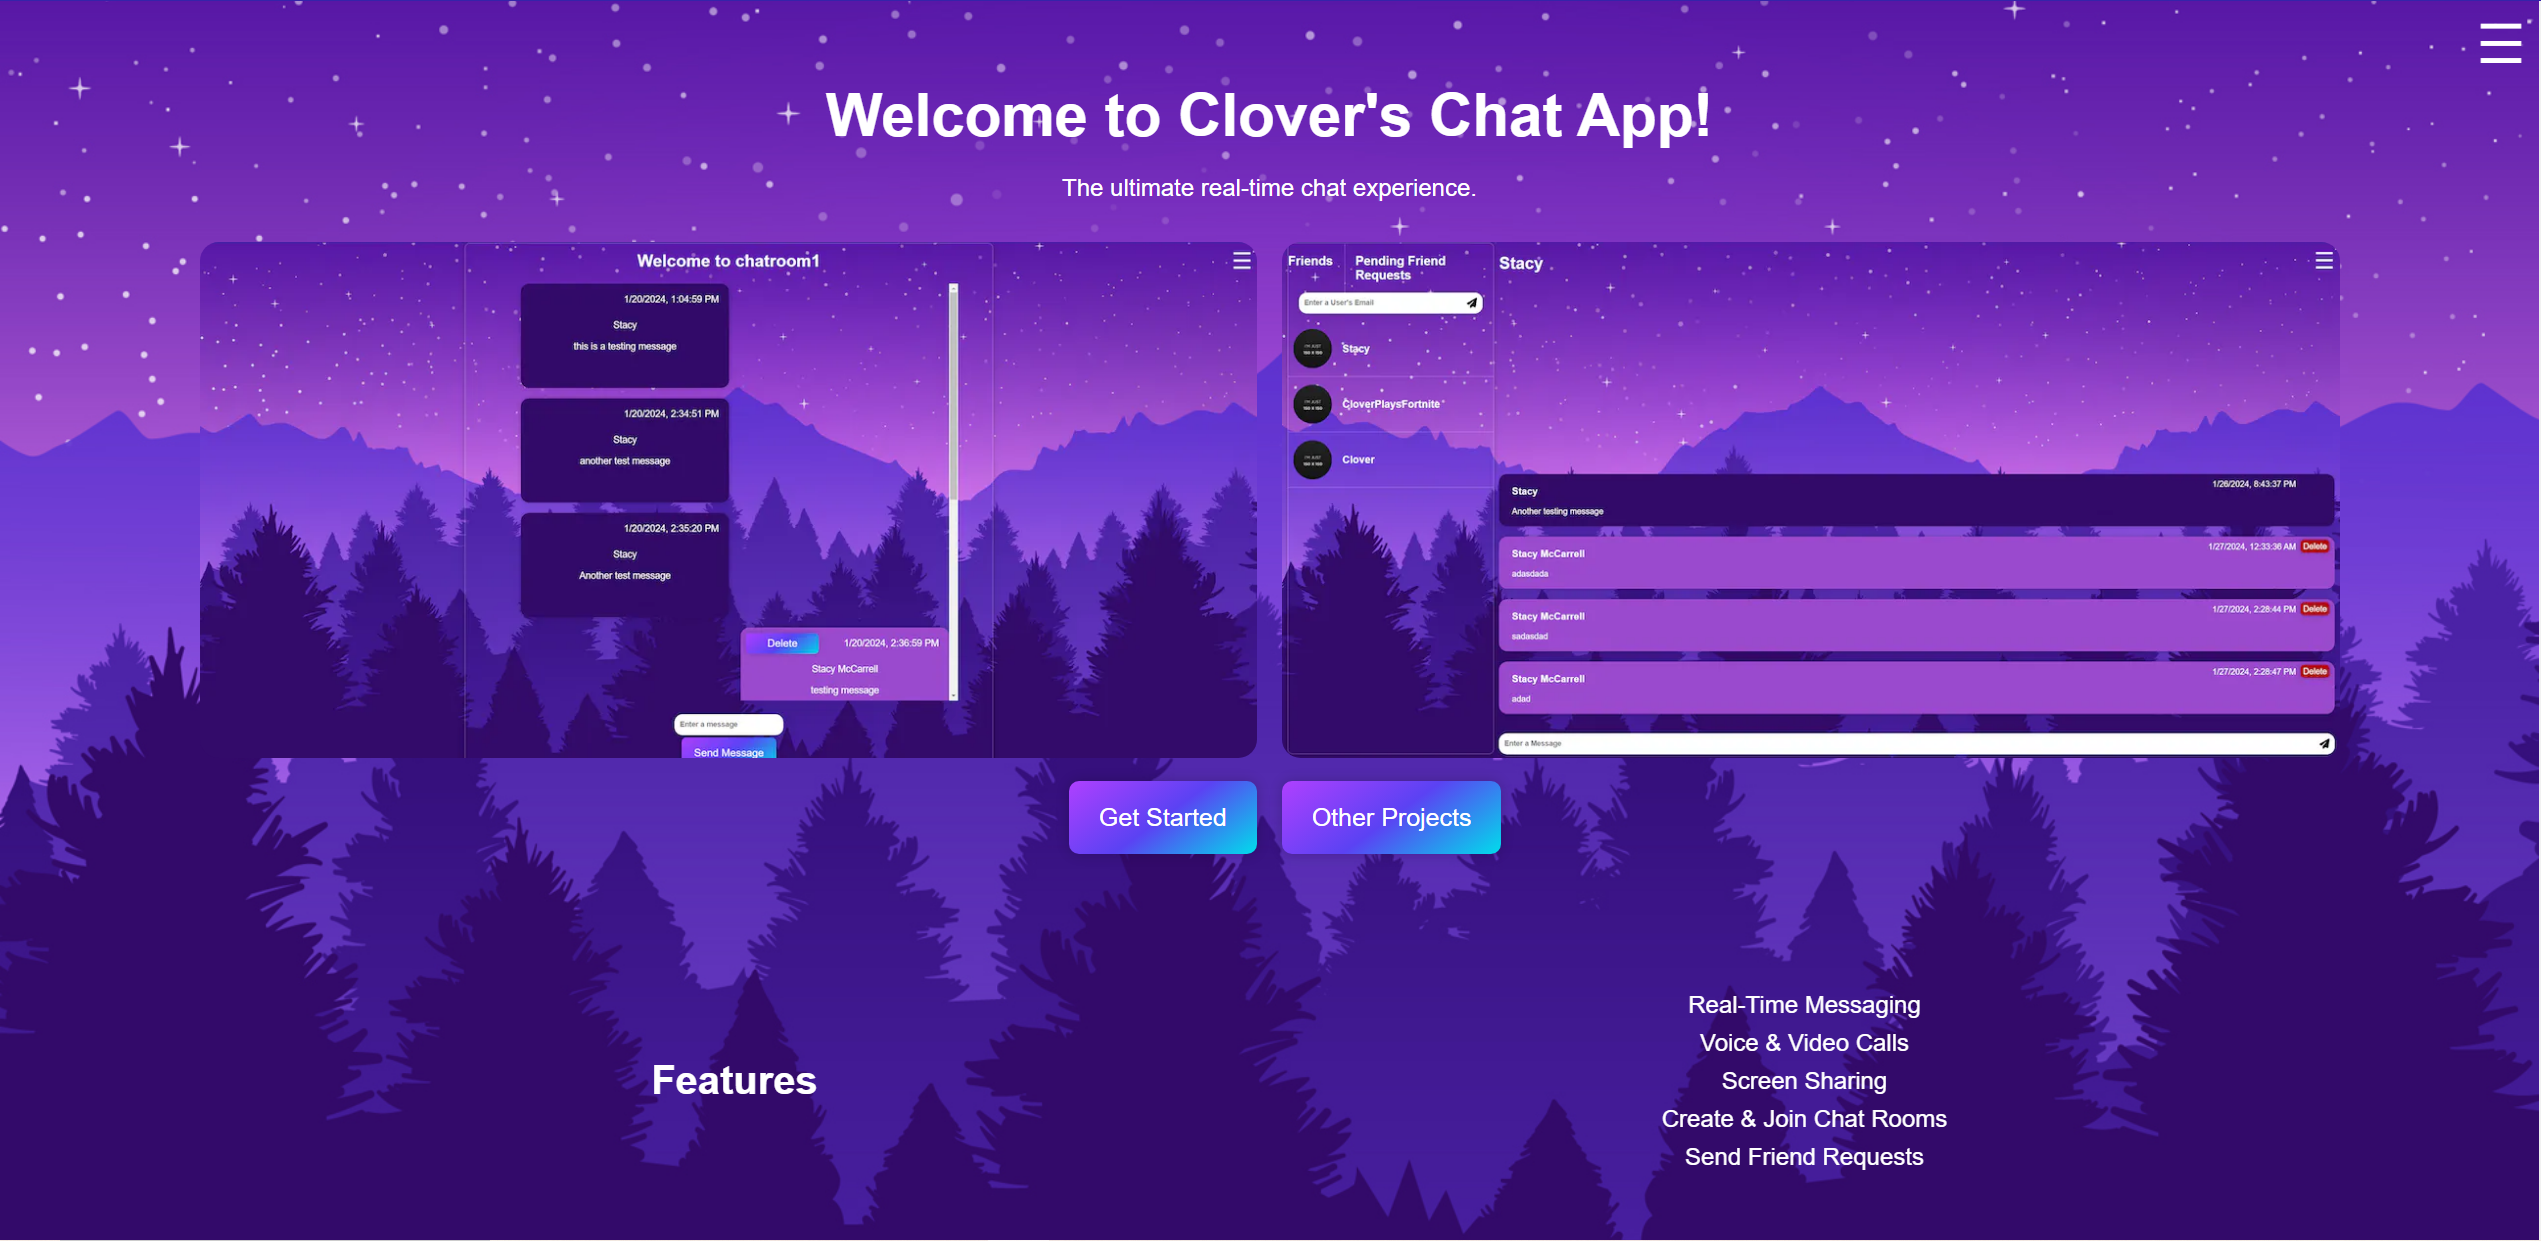 Welcome to Clover's Chat App!
The ultimate real-time chat experience.
Welcome to chatroom1
1/20/2024, 1:04:59 PM
Stacy
this is a testing message
1/20/2024, 2:34:51 PM
Stacy
another test message
1/20/2024, 2:35:20 PM
Stacy
Another test message
Delete 1/20/2024, 2:36:59 PM
Stacy McCarrell
testing message
Enter a message
Send Message
Friends
Pending Friend
Requests
Enter a User's Email
I'M JUST
Stacy
I'M JUST
CloverPlaysFortnite
I'M JUST
Clover
Stacy
Stacy 1/26/2024, 8:43:37 PM
Another testing message
Stacy McCarrell 1/27/2024, 12:33:36 AM Delete
adasdada
Stacy McCarrell 1/27/2024, 2:28:44 PM Delete
sadasdad
Stacy McCarrell 1/27/2024, 2:28:47 PM Delete
adad
Enter a Message
Get Started
Other Projects
Features
Real-Time Messaging
Voice & Video Calls
Screen Sharing
Create & Join Chat Rooms
Send Friend Requests